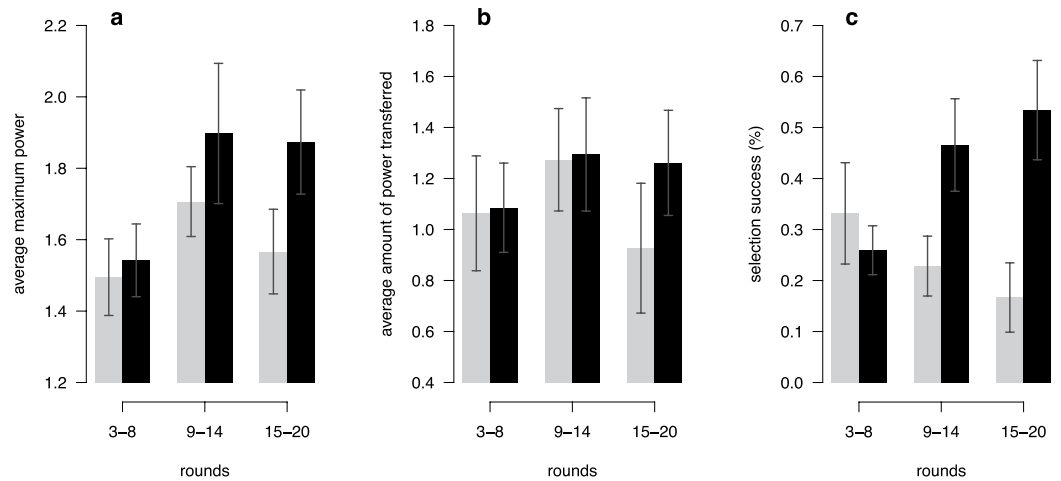 a
average maximum power
2.2
2.0
1.8
1.6
1.4
1.2
3–8 9–14 15–20
rounds
b
average amount of power transferred
1.8
1.6
1.4
1.2
1.0
0.8
0.6
0.4
3–8 9–14 15–20
rounds
c
selection success (%)
0.7
0.6
0.5
0.4
0.3
0.2
0.1
0.0
3–8 9–14 15–20
rounds